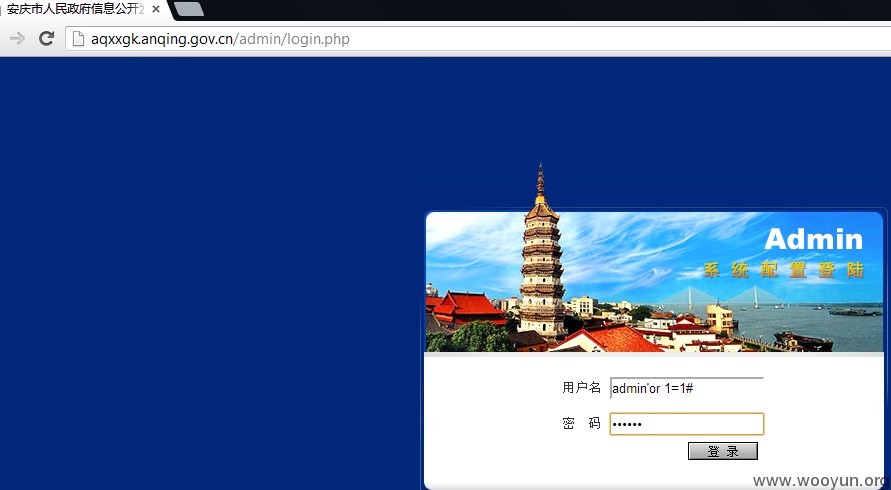 安庆市人民政府信息公开发
aqxxgk.anqing.gov.cn/admin/login.php
Admin
系统配置登陆
用户名 admin'or 1=1#
密 码 ••••••
登 录
www.wooyun.org